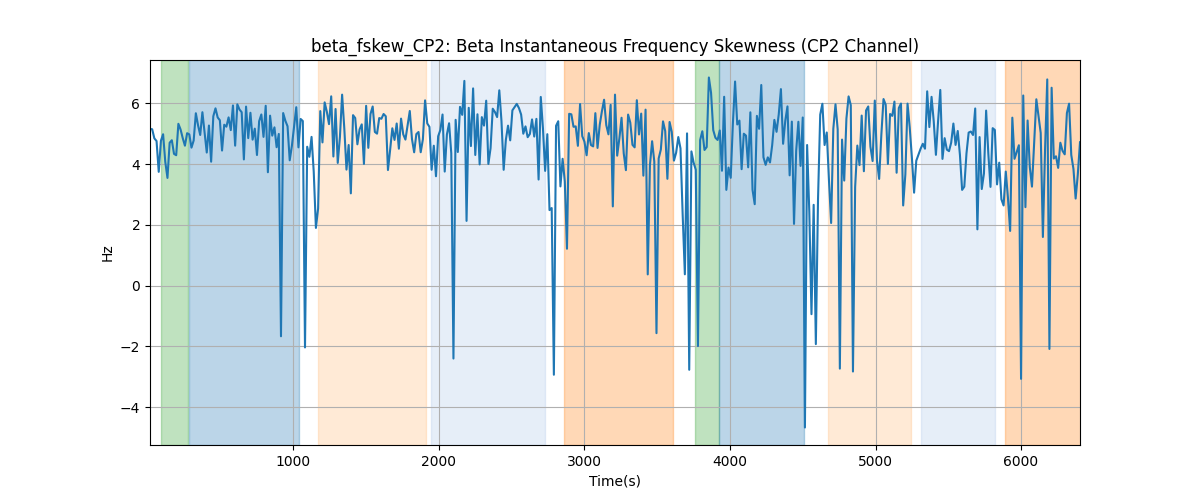 beta_fskew_CP2: Beta Instantaneous Frequency Skewness (CP2 Channel)
6
4
2
0
−2
−4
Hz
1000 2000 3000 4000 5000 6000
Time(s)